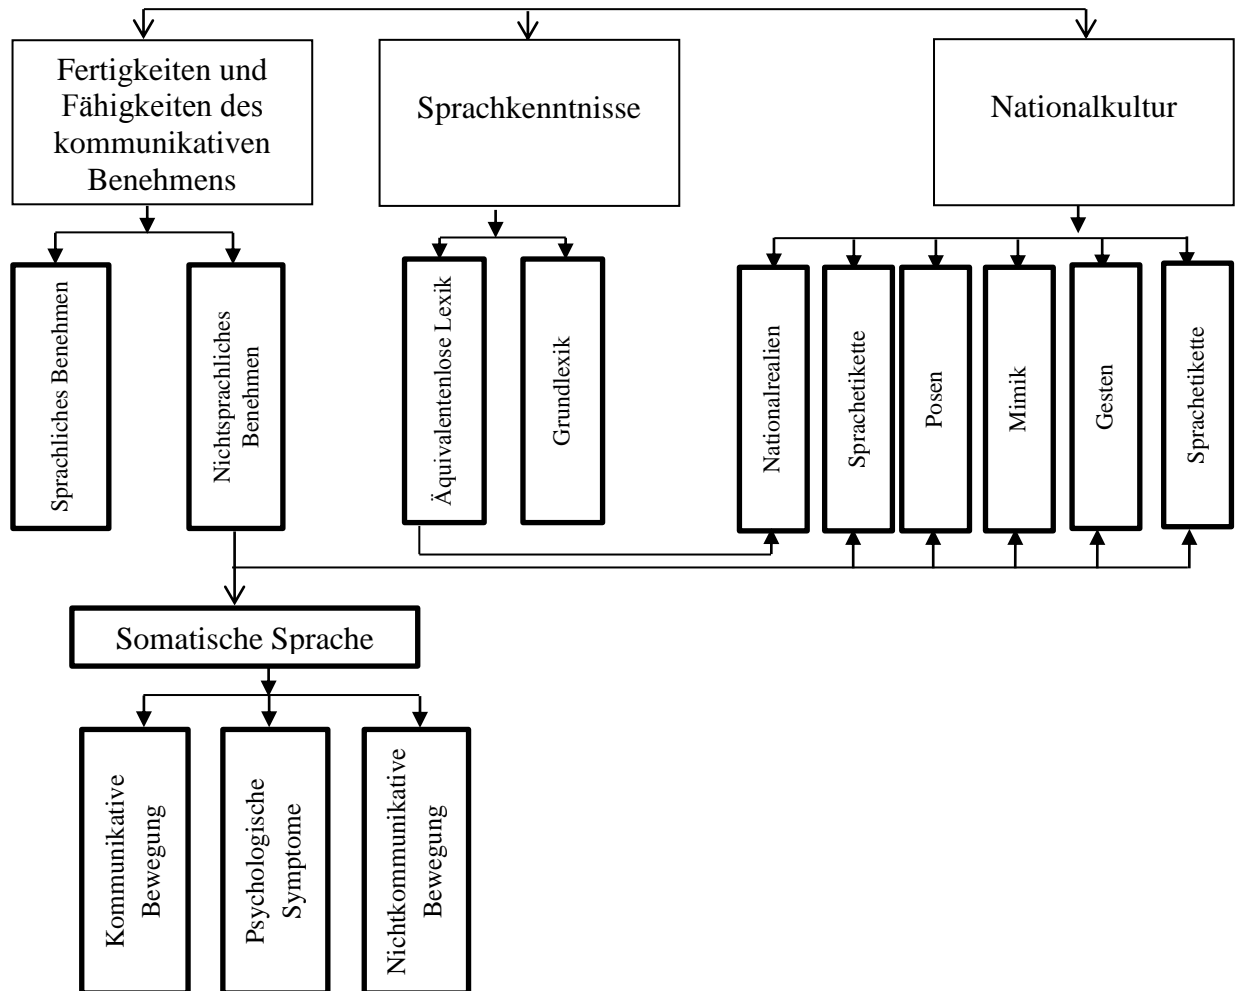 Fertigkeiten und
Fähigkeiten des
kommunikativen
Benehmens
Sprachkenntnisse
Nationalkultur
Sprachliches Benehmen
Nichtsprachliches
Benehmen
Äquivalentenlose Lexik
Grundlexik
Nationalrealien
Sprachetikette
Posen
Mimik
Gesten
Sprachetikette
Somatische Sprache
Kommunikative
Bewegung
Psychologische
Symptome
Nichtkommunikative
Bewegung